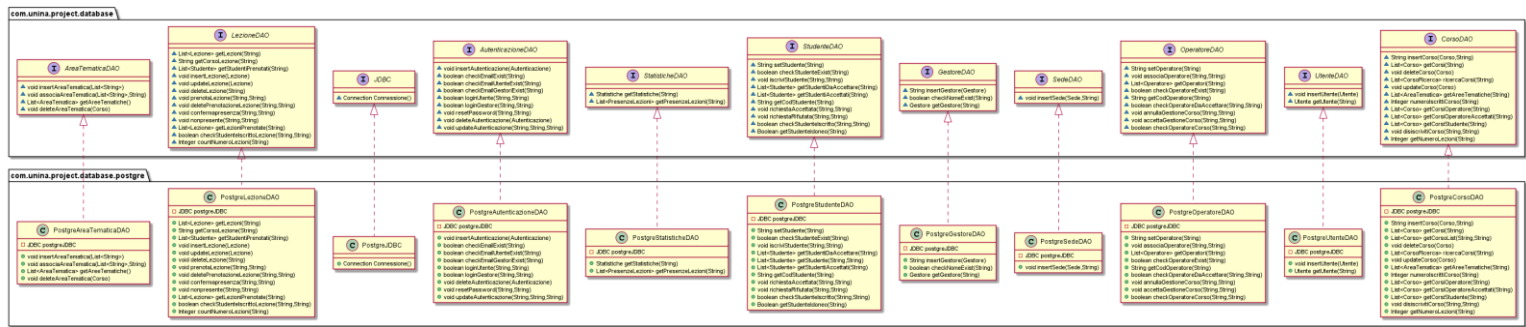 com.unina.project.database
AreaTematicaDAO
void insertAreaTematica(List<String>)
void associaAreaTematica(List<String>,String)
List<AreaTematica> getAreeTematiche()
void deleteAreaTematica(Corso)
LezioneDAO
List<Lezione> getLezioni(String)
String getCorsoLezione(String)
List<Studente> getStudentiPrenotati(String)
void insertLezione(Lezione)
void updateLezione(Lezione)
void deleteLezione(String)
void prenotaLezione(String,String)
void deletePrenotazioneLezione(String,String)
void confermapresenza(String,String)
void nonpresente(String,String)
List<Lezione> getLezioniPrenotate(String)
boolean checkStudenteIscrittoLezione(String,String)
Integer countNumeroLezioni(String)
JDBC
Connection Connessione()
AutenticazioneDAO
void insertAutenticazione(Autenticazione)
boolean checkEmailExist(String)
boolean checkEmailUtenteExist(String)
boolean checkEmailGestorExist(String)
boolean loginUtente(String,String)
boolean loginGestore(String,String)
void resetPassword(String,String)
void deleteAutenticazione(Autenticazione)
void updateAutenticazione(String,String,String)
StatisticheDAO
Statistiche getStatistiche(String)
List<PresenzeLezioni> getPresenzeLezioni(String)
StudenteDAO
String setStudente(String)
boolean checkStudenteExist(String)
void iscriviStudente(String,String)
List<Studente> getStudentiDaAccettare(String)
List<Studente> getStudente(String,String)
List<Studente> getStudentiAccettati(String)
String getCodStudente(String)
void richiestaAccettata(String,String)
void richiestaRifiutata(String,String)
boolean checkStudenteIscritto(String,String)
Boolean getStudenteIdoneo(String,String)
GestoreDAO
String insertGestore(Gestore)
boolean checkNomeExist(String)
Gestore getGestore(String)
SedeDAO
void insertSede(Sede,String)
OperatoreDAO
String setOperatore(String)
void associaOperatore(String,String)
List<Operatore> getOperatore(String)
boolean checkOperatoreExist(String)
String getCodOperatore(String)
boolean checkOperatoreDaAccettare(String,String)
void annullaGestioneCorso(String,String)
void accettaGestioneCorso(String,String)
boolean checkOperatoreCorso(String,String)
UtenteDAO
void insertUtente(Utente)
Utente getUtente(String)
CorsoDAO
String insertCorso(Corso,String)
List<Corso> getCorsi(String)
void deleteCorso(Corso)
List<CorsoRicerca> ricercaCorsi(String)
void updateCorso(Corso)
List<AreaTematica> getAreeTematiche(String)
Integer numeroIscrittiCorso(String)
List<Corso> getCorsiOperatore(String)
List<Corso> getCorsiOperatoreAccettati(String)
List<Corso> getCorsiStudente(String)
void disiscrivitiCorso(String,String)
Integer getNumeroLezioni(String)
com.unina.project.database.postgre
PostgreAreaTematicaDAO
JDBC postgreJDBC
void insertAreaTematica(List<String>)
void associaAreaTematica(List<String>,String)
List<AreaTematica> getAreeTematiche()
void deleteAreaTematica(Corso)
PostgreLezioneDAO
JDBC postgreJDBC
List<Lezione> getLezioni(String)
String getCorsoLezione(String)
List<Studente> getStudentiPrenotati(String)
void insertLezione(Lezione)
void updateLezione(Lezione)
void deleteLezione(String)
void prenotaLezione(String,String)
void deletePrenotazioneLezione(String,String)
void confermapresenza(String,String)
void nonpresente(String,String)
List<Lezione> getLezioniPrenotate(String)
boolean checkStudenteIscrittoLezione(String,String)
Integer countNumeroLezioni(String)
PostgreJDBC
Connection Connessione()
PostgreAutenticazioneDAO
JDBC postgreJDBC
void insertAutenticazione(Autenticazione)
boolean checkEmailExist(String)
boolean checkEmailUtenteExist(String)
boolean checkEmailGestorExist(String)
boolean loginUtente(String,String)
boolean loginGestore(String,String)
void deleteAutenticazione(Autenticazione)
void resetPassword(String,String)
void updateAutenticazione(String,String,String)
PostgreStatisticheDAO
JDBC postgreJDBC
Statistiche getStatistiche(String)
List<PresenzeLezioni> getPresenzeLezioni(String)
PostgreStudenteDAO
JDBC postgreJDBC
String setStudente(String)
boolean checkStudenteExist(String)
void iscriviStudente(String,String)
List<Studente> getStudentiDaAccettare(String)
List<Studente> getStudente(String,String)
List<Studente> getStudentiAccettati(String)
String getCodStudente(String)
void richiestaAccettata(String,String)
void richiestaRifiutata(String,String)
boolean checkStudenteIscritto(String,String)
Boolean getStudenteIdoneo(String,String)
PostgreGestoreDAO
JDBC postgreJDBC
String insertGestore(Gestore)
boolean checkNomeExist(String)
Gestore getGestore(String)
PostgreSedeDAO
JDBC postgreJDBC
void insertSede(Sede,String)
PostgreOperatoreDAO
JDBC postgreJDBC
String setOperatore(String)
void associaOperatore(String,String)
List<Operatore> getOperatore(String)
boolean checkOperatoreExist(String)
String getCodOperatore(String)
boolean checkOperatoreDaAccettare(String,String)
void annullaGestioneCorso(String,String)
void accettaGestioneCorso(String,String)
boolean checkOperatoreCorso(String,String)
PostgreUtenteDAO
JDBC postgreJDBC
void insertUtente(Utente)
Utente getUtente(String)
PostgreCorsoDAO
JDBC postgreJDBC
String insertCorso(Corso,String)
List<Corso> getCorsi(String)
List<Corso> getCorsiList(String)
void deleteCorso(Corso)
List<CorsoRicerca> ricercaCorsi(String)
void updateCorso(Corso)
List<AreaTematica> getAreeTematiche(String)
Integer numeroIscrittiCorso(String)
List<Corso> getCorsiOperatore(String)
List<Corso> getCorsiOperatoreAccettati(String)
List<Corso> getCorsiStudente(String)
void disiscrivitiCorso(String,String)
Integer getNumeroLezioni(String)